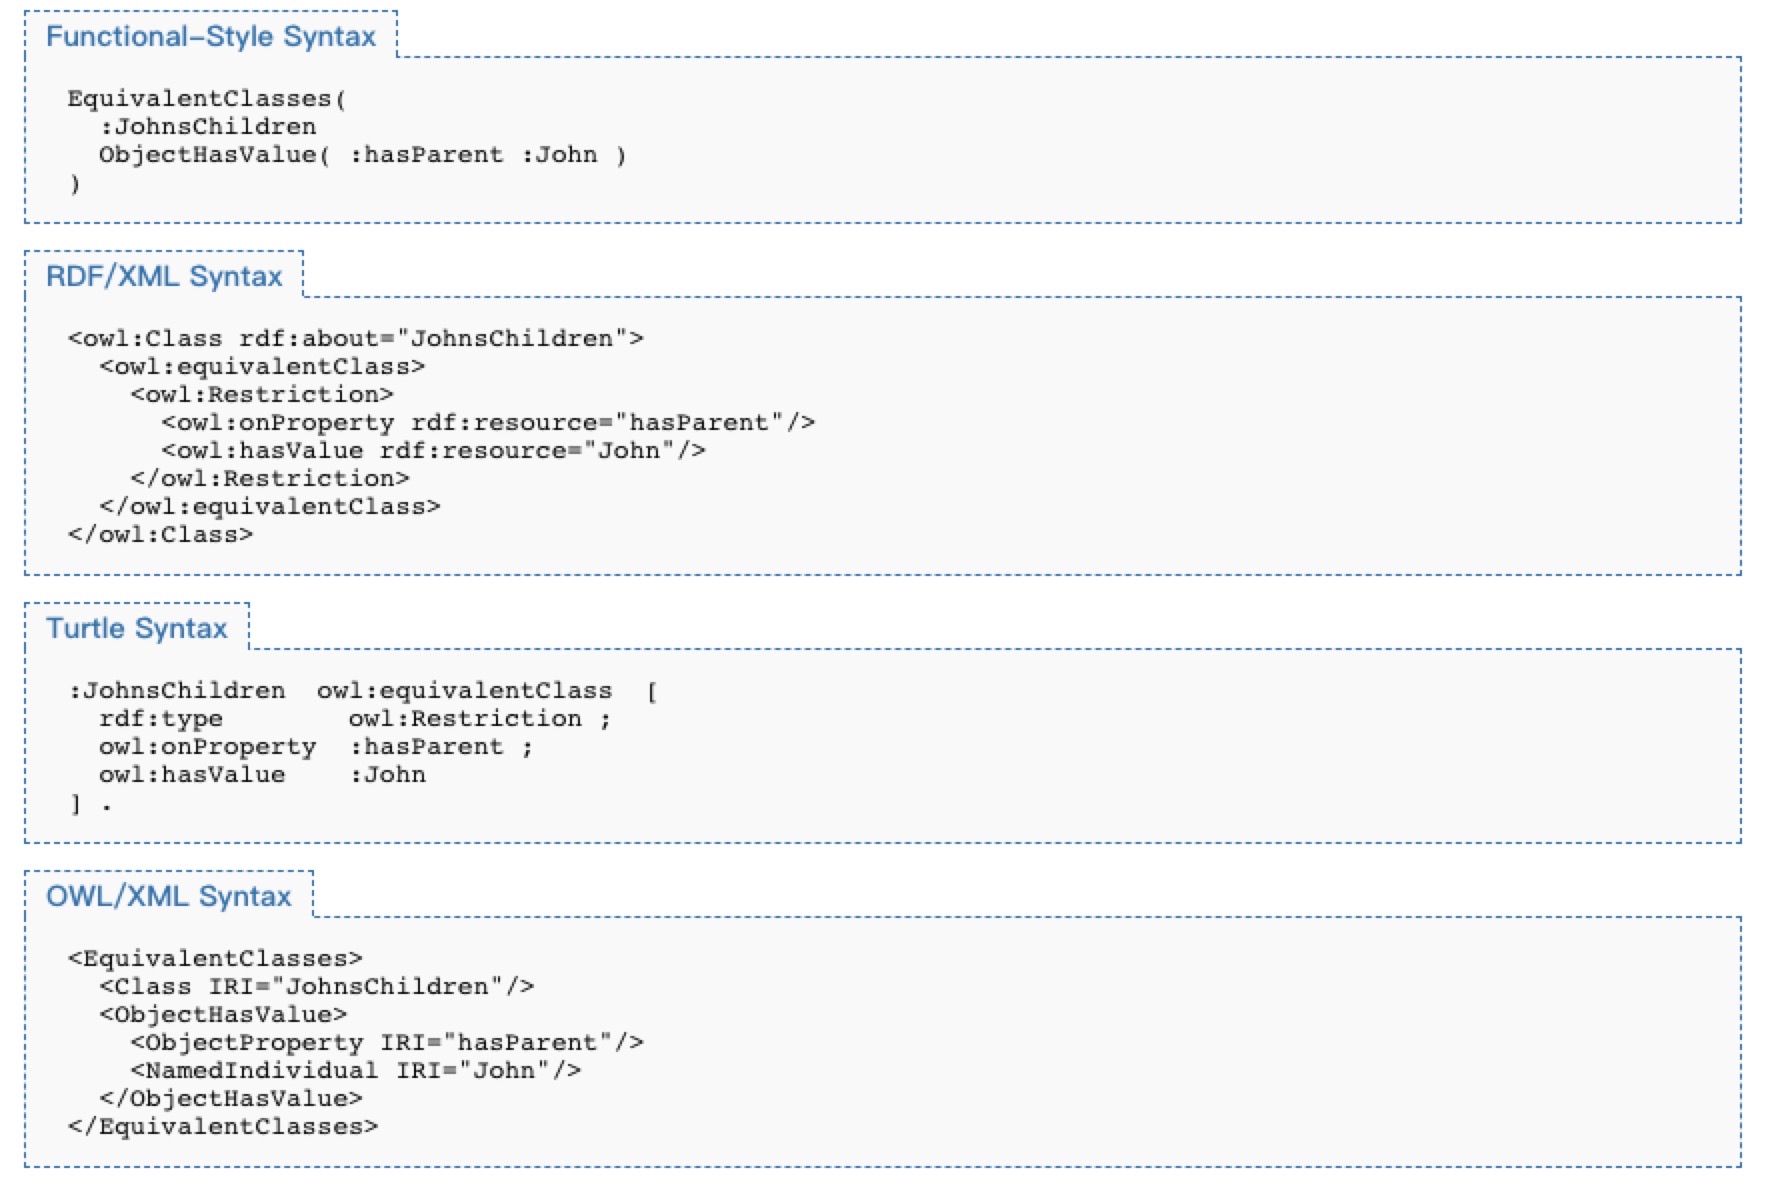 Functional-Style Syntax
EquivalentClasses(
  :JohnsChildren
  ObjectHasValue( :hasParent :John )
)
RDF/XML Syntax
<owl:Class rdf:about="JohnsChildren">
  <owl:equivalentClass>
    <owl:Restriction>
      <owl:onProperty rdf:resource="hasParent"/>
      <owl:hasValue rdf:resource="John"/>
    </owl:Restriction>
  </owl:equivalentClass>
</owl:Class>
Turtle Syntax
:JohnsChildren  owl:equivalentClass  [
  rdf:type        owl:Restriction ;
  owl:onProperty  :hasParent ;
  owl:hasValue    :John
] .
OWL/XML Syntax
<EquivalentClasses>
  <Class IRI="JohnsChildren"/>
  <ObjectHasValue>
    <ObjectProperty IRI="hasParent"/>
    <NamedIndividual IRI="John"/>
  </ObjectHasValue>
</EquivalentClasses>